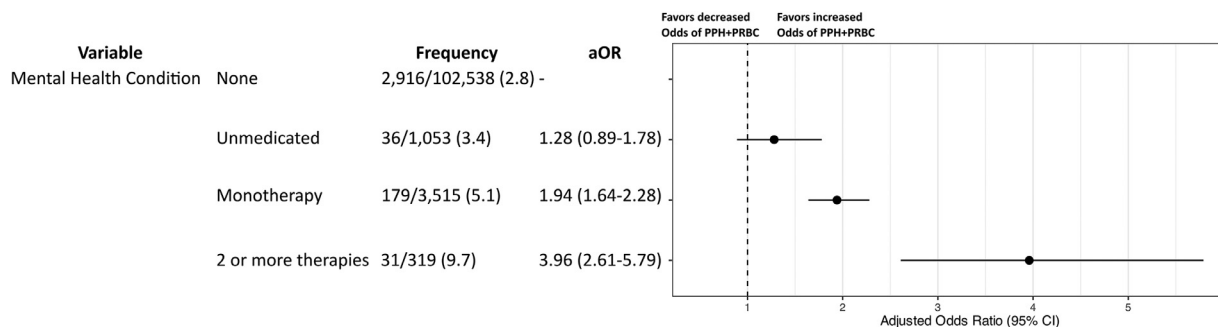 Favors decreased Favors increased
Odds of PPH+PRBC Odds of PPH+PRBC
Variable Frequency aOR
Mental Health Condition None 2,916/102,538 (2.8) -
Unmedicated 36/1,053 (3.4) 1.28 (0.89-1.78)
Monotherapy 179/3,515 (5.1) 1.94 (1.64-2.28)
2 or more therapies 31/319 (9.7) 3.96 (2.61-5.79)
1 2 3 4 5
Adjusted Odds Ratio (95% CI)